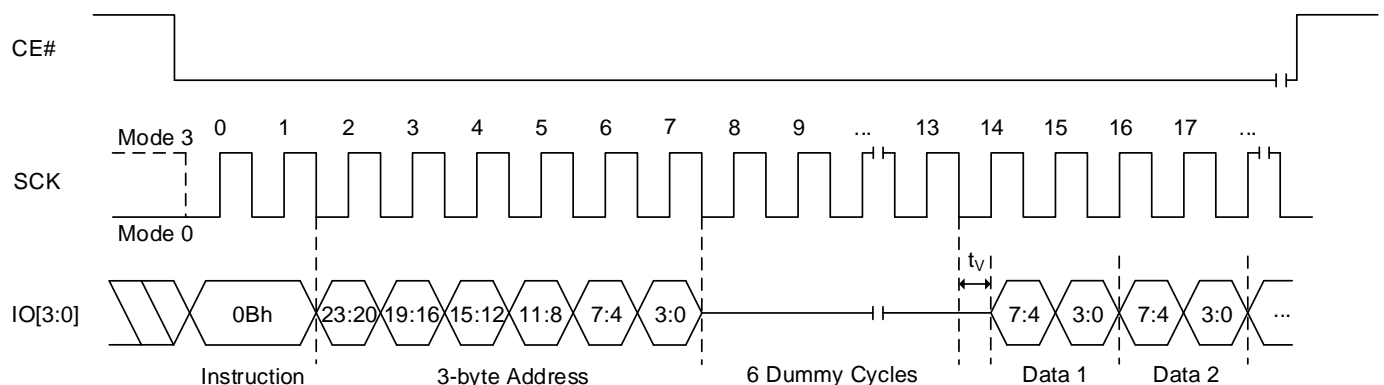 CE#
0 1 2 3 4 5 6 7 8 9 ... 13 14 15 16 17 ...
Mode 3
SCK
Mode 0
tV
IO[3:0] 0Bh 23:20 19:16 15:12 11:8 7:4 3:0 7:4 3:0 7:4 3:0 ...
Instruction 3-byte Address 6 Dummy Cycles Data 1 Data 2